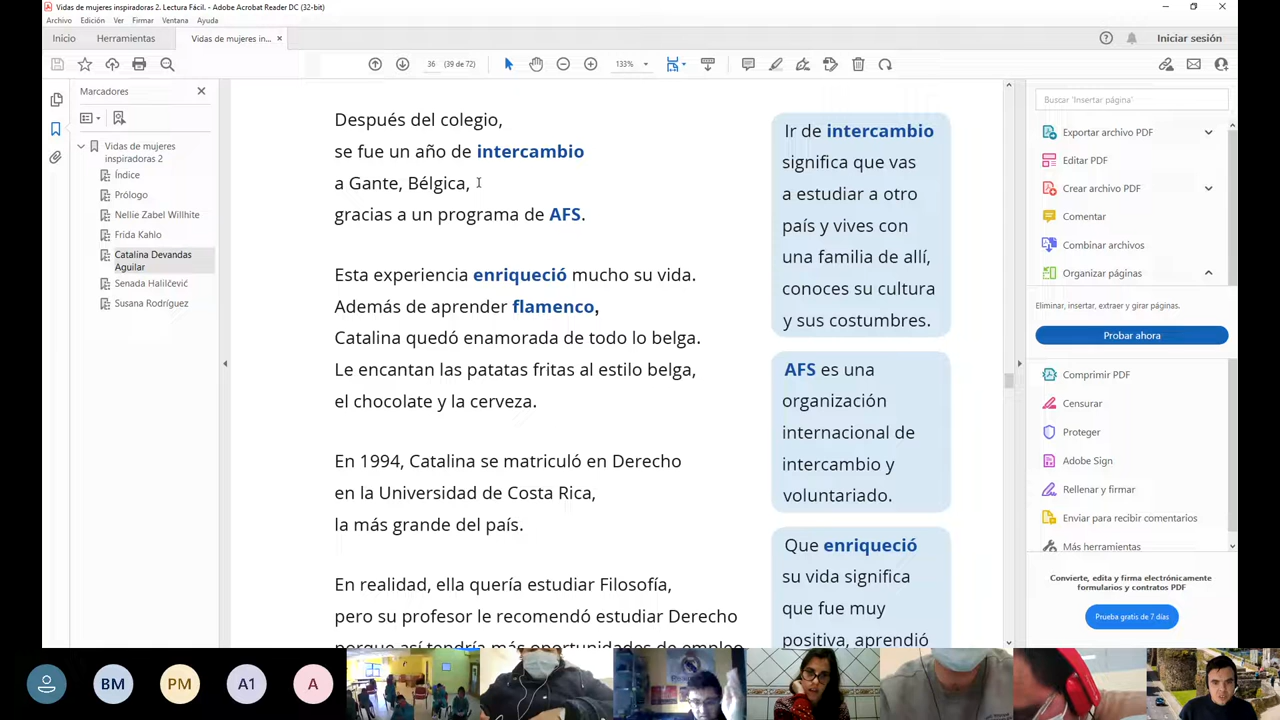 Vidas de mujeres inspiradoras 2. Lectura Fácil. - Adobe Acrobat Reader DC (32-bit)
Archivo Edición Ver Firmar Ventana Ayuda
Inicio Herramientas Vidas de mujeres in... × Iniciar sesión
36 (39 de 72) 133%
Marcadores
Vidas de mujeres
inspiradoras 2
Índice
Prólogo
Nellie Zabel Willhite
Frida Kahlo
Catalina Devandas
Aguilar
Senada Halilčević
Susana Rodríguez
Después del colegio,
se fue un año de intercambio
a Gante, Bélgica,
gracias a un programa de AFS.
Esta experiencia enriqueció mucho su vida.
Además de aprender flamenco,
Catalina quedó enamorada de todo lo belga.
Le encantan las patatas fritas al estilo belga,
el chocolate y la cerveza.
En 1994, Catalina se matriculó en Derecho
en la Universidad de Costa Rica,
la más grande del país.
En realidad, ella quería estudiar Filosofía,
pero su profesor le recomendó estudiar Derecho
porque así tendría más oportunidades de empleo
Ir de intercambio
significa que vas
a estudiar a otro
país y vives con
una familia de allí,
conoces su cultura
y sus costumbres.
AFS es una
organización
internacional de
intercambio y
voluntariado.
Que enriqueció
su vida significa
que fue muy
positiva, aprendió
Buscar 'Insertar página'
Exportar archivo PDF
Editar PDF
Crear archivo PDF
Comentar
Combinar archivos
Organizar páginas
Eliminar, insertar, extraer y girar páginas.
Probar ahora
Comprimir PDF
Censurar
Proteger
Adobe Sign
Rellenar y firmar
Enviar para recibir comentarios
Más herramientas
Convierte, edita y firma electrónicamente
formularios y contratos PDF
Prueba gratis de 7 días
BM PM A1 A